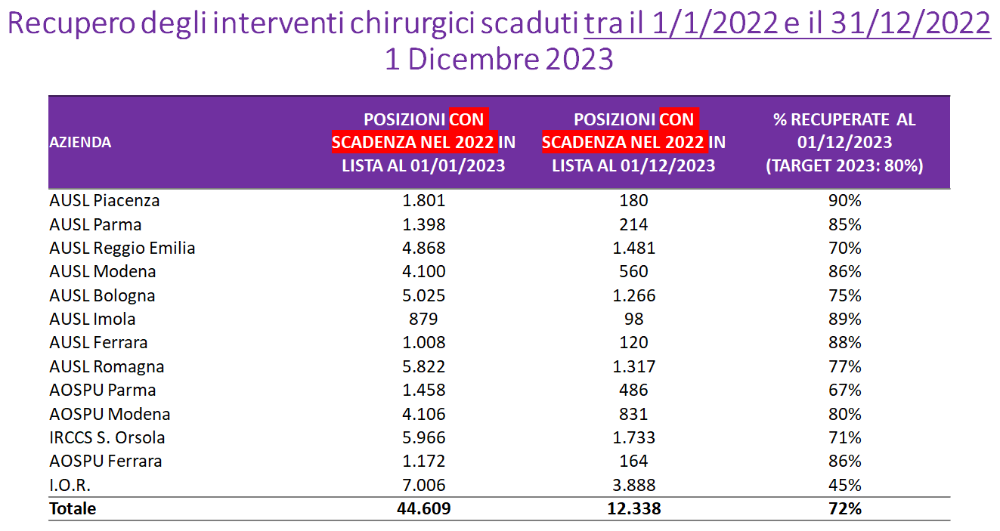 Recupero degli interventi chirurgici scaduti tra il 1/1/2022 e il 31/12/2022
1 Dicembre 2023
AZIENDA
POSIZIONI CON
SCADENZA NEL 2022 IN
LISTA AL 01/01/2023
POSIZIONI CON
SCADENZA NEL 2022 IN
LISTA AL 01/12/2023
% RECUPERATE AL
01/12/2023
(TARGET 2023: 80%)
AUSL Piacenza 1.801 180 90%
AUSL Parma 1.398 214 85%
AUSL Reggio Emilia 4.868 1.481 70%
AUSL Modena 4.100 560 86%
AUSL Bologna 5.025 1.266 75%
AUSL Imola 879 98 89%
AUSL Ferrara 1.008 120 88%
AUSL Romagna 5.822 1.317 77%
AOSPU Parma 1.458 486 67%
AOSPU Modena 4.106 831 80%
IRCCS S. Orsola 5.966 1.733 71%
AOSPU Ferrara 1.172 164 86%
I.O.R. 7.006 3.888 45%
Totale 44.609 12.338 72%